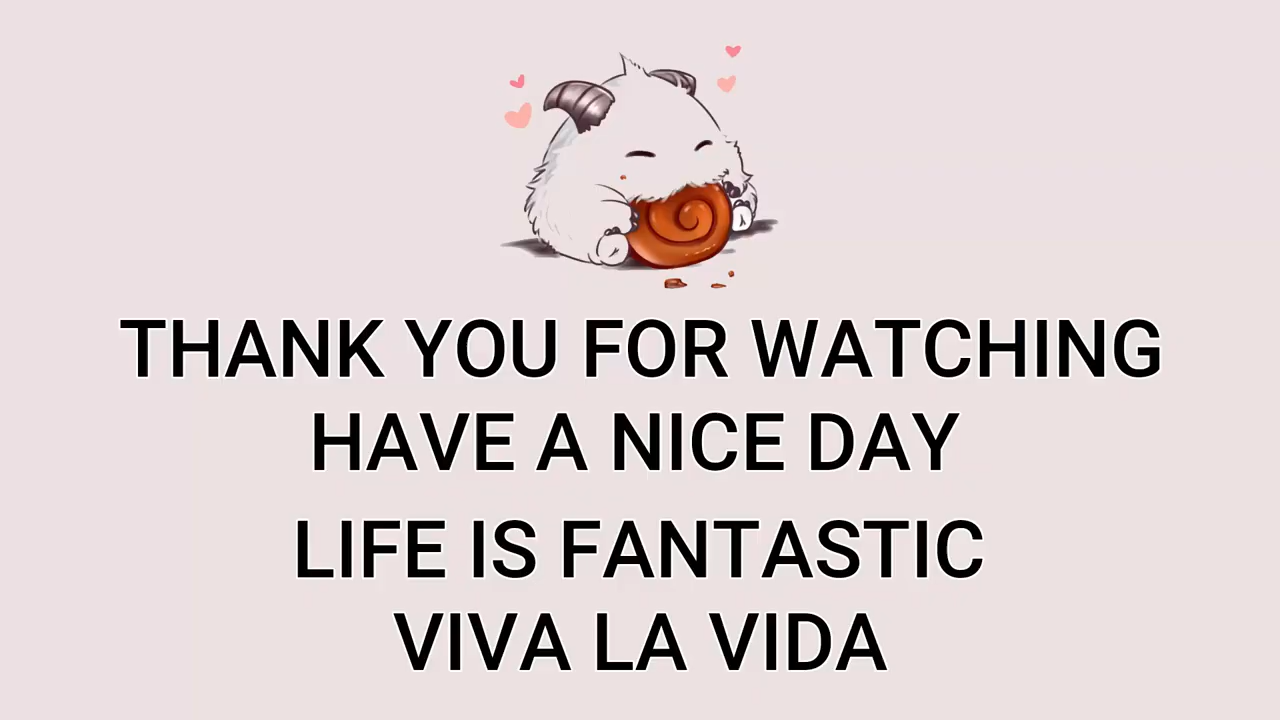 THANK YOU FOR WATCHING
HAVE A NICE DAY
LIFE IS FANTASTIC
VIVA LA VIDA